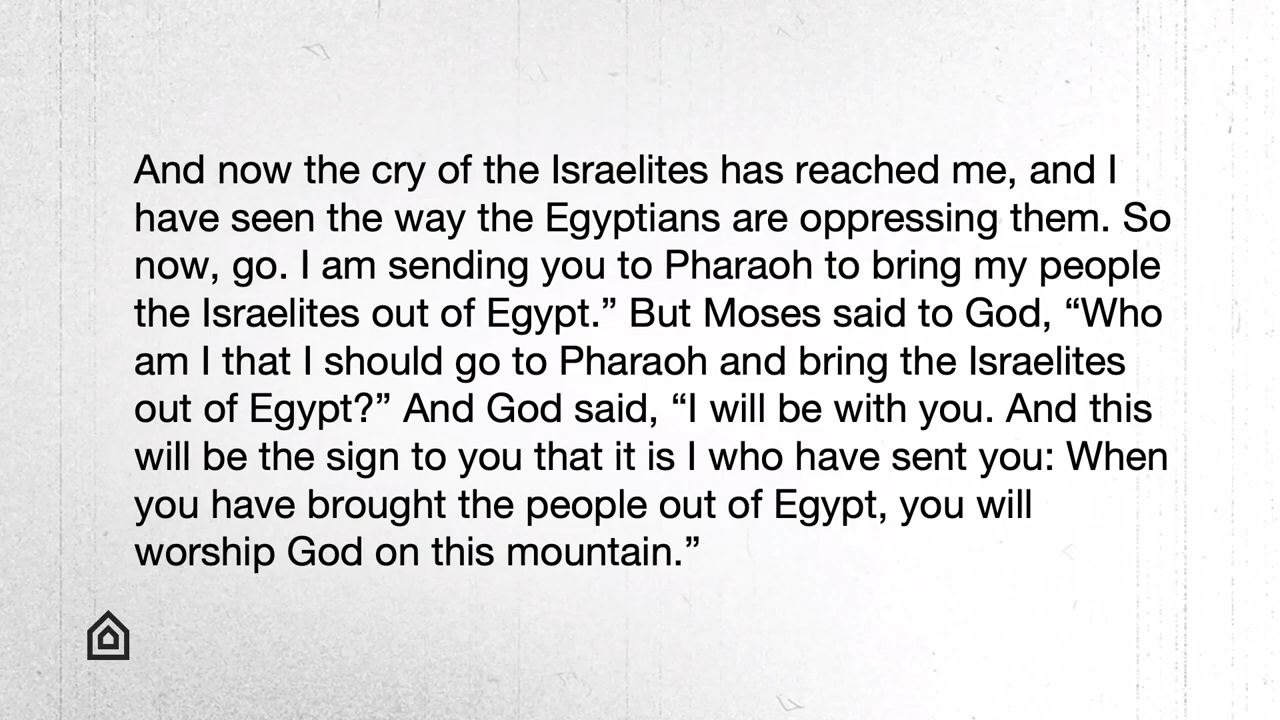 And now the cry of the Israelites has reached me, and I
have seen the way the Egyptians are oppressing them. So
now, go. I am sending you to Pharaoh to bring my people
the Israelites out of Egypt.” But Moses said to God, “Who
am I that I should go to Pharaoh and bring the Israelites
out of Egypt?” And God said, “I will be with you. And this
will be the sign to you that it is I who have sent you: When
you have brought the people out of Egypt, you will
worship God on this mountain.”